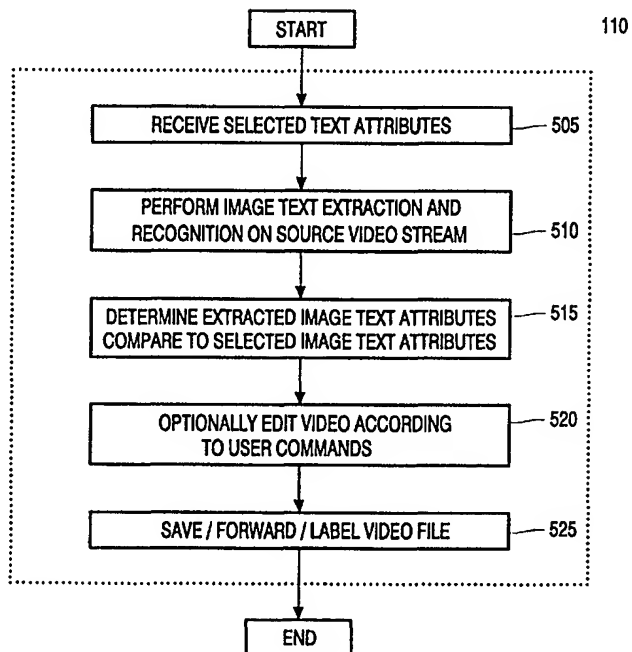 START
110
RECEIVE SELECTED TEXT ATTRIBUTES
505
PERFORM IMAGE TEXT EXTRACTION AND
RECOGNITION ON SOURCE VIDEO STREAM
510
DETERMINE EXTRACTED IMAGE TEXT ATTRIBUTES
COMPARE TO SELECTED IMAGE TEXT ATTRIBUTES
515
OPTIONALLY EDIT VIDEO ACCORDING
TO USER COMMANDS
520
SAVE / FORWARD / LABEL VIDEO FILE
525
END